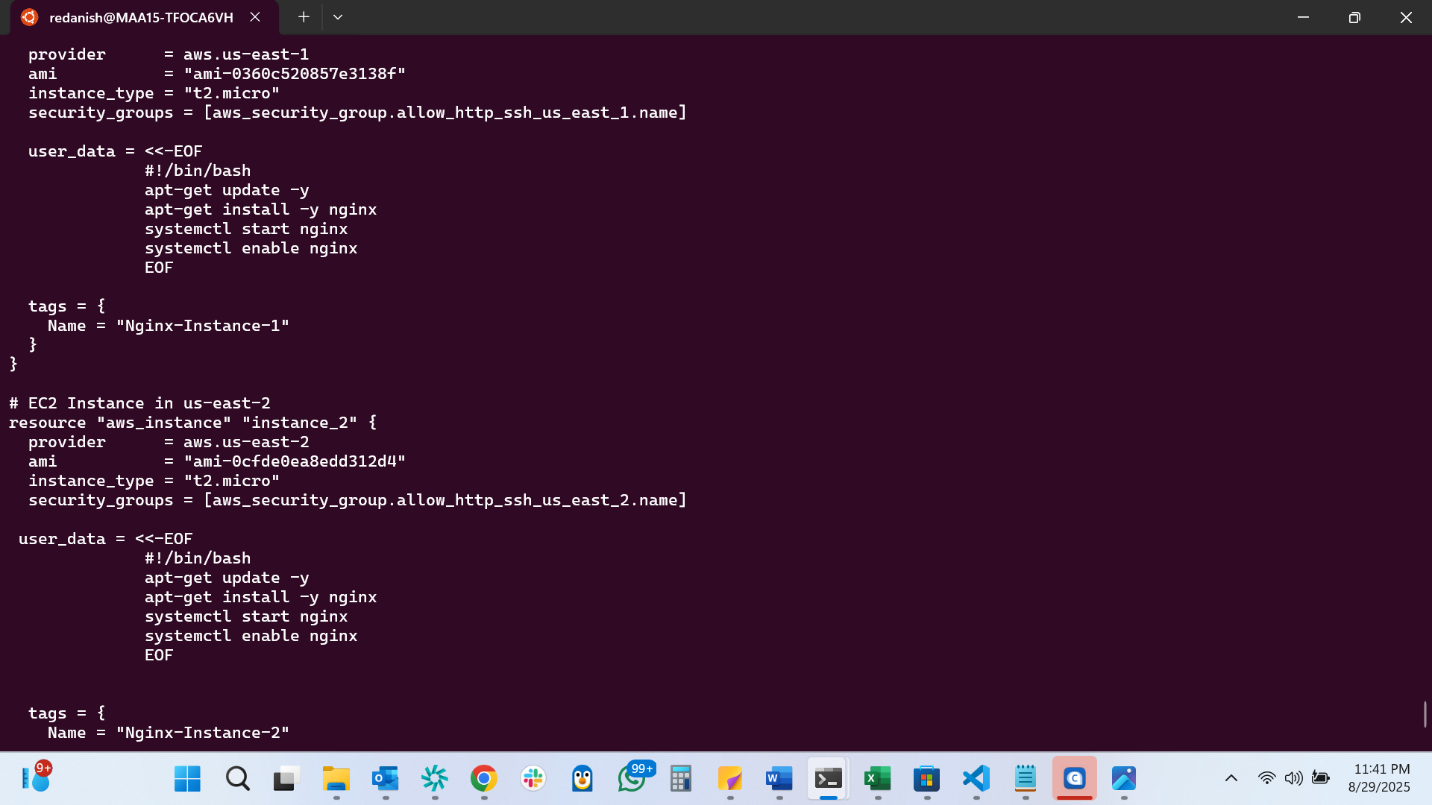 redanish@MAA15-TFOCA6VH
provider      = aws.us-east-1
ami           = "ami-0360c520857e3138f"
instance_type = "t2.micro"
security_groups = [aws_security_group.allow_http_ssh_us_east_1.name]
user_data = <<-EOF
#!/bin/bash
apt-get update -y
apt-get install -y nginx
systemctl start nginx
systemctl enable nginx
EOF
tags = {
Name = "Nginx-Instance-1"
}
}
# EC2 Instance in us-east-2
resource "aws_instance" "instance_2" {
provider      = aws.us-east-2
ami           = "ami-0cfde0ea8edd312d4"
instance_type = "t2.micro"
security_groups = [aws_security_group.allow_http_ssh_us_east_2.name]
user_data = <<-EOF
#!/bin/bash
apt-get update -y
apt-get install -y nginx
systemctl start nginx
systemctl enable nginx
EOF
tags = {
Name = "Nginx-Instance-2"
9+
99+
11:41 PM
8/29/2025